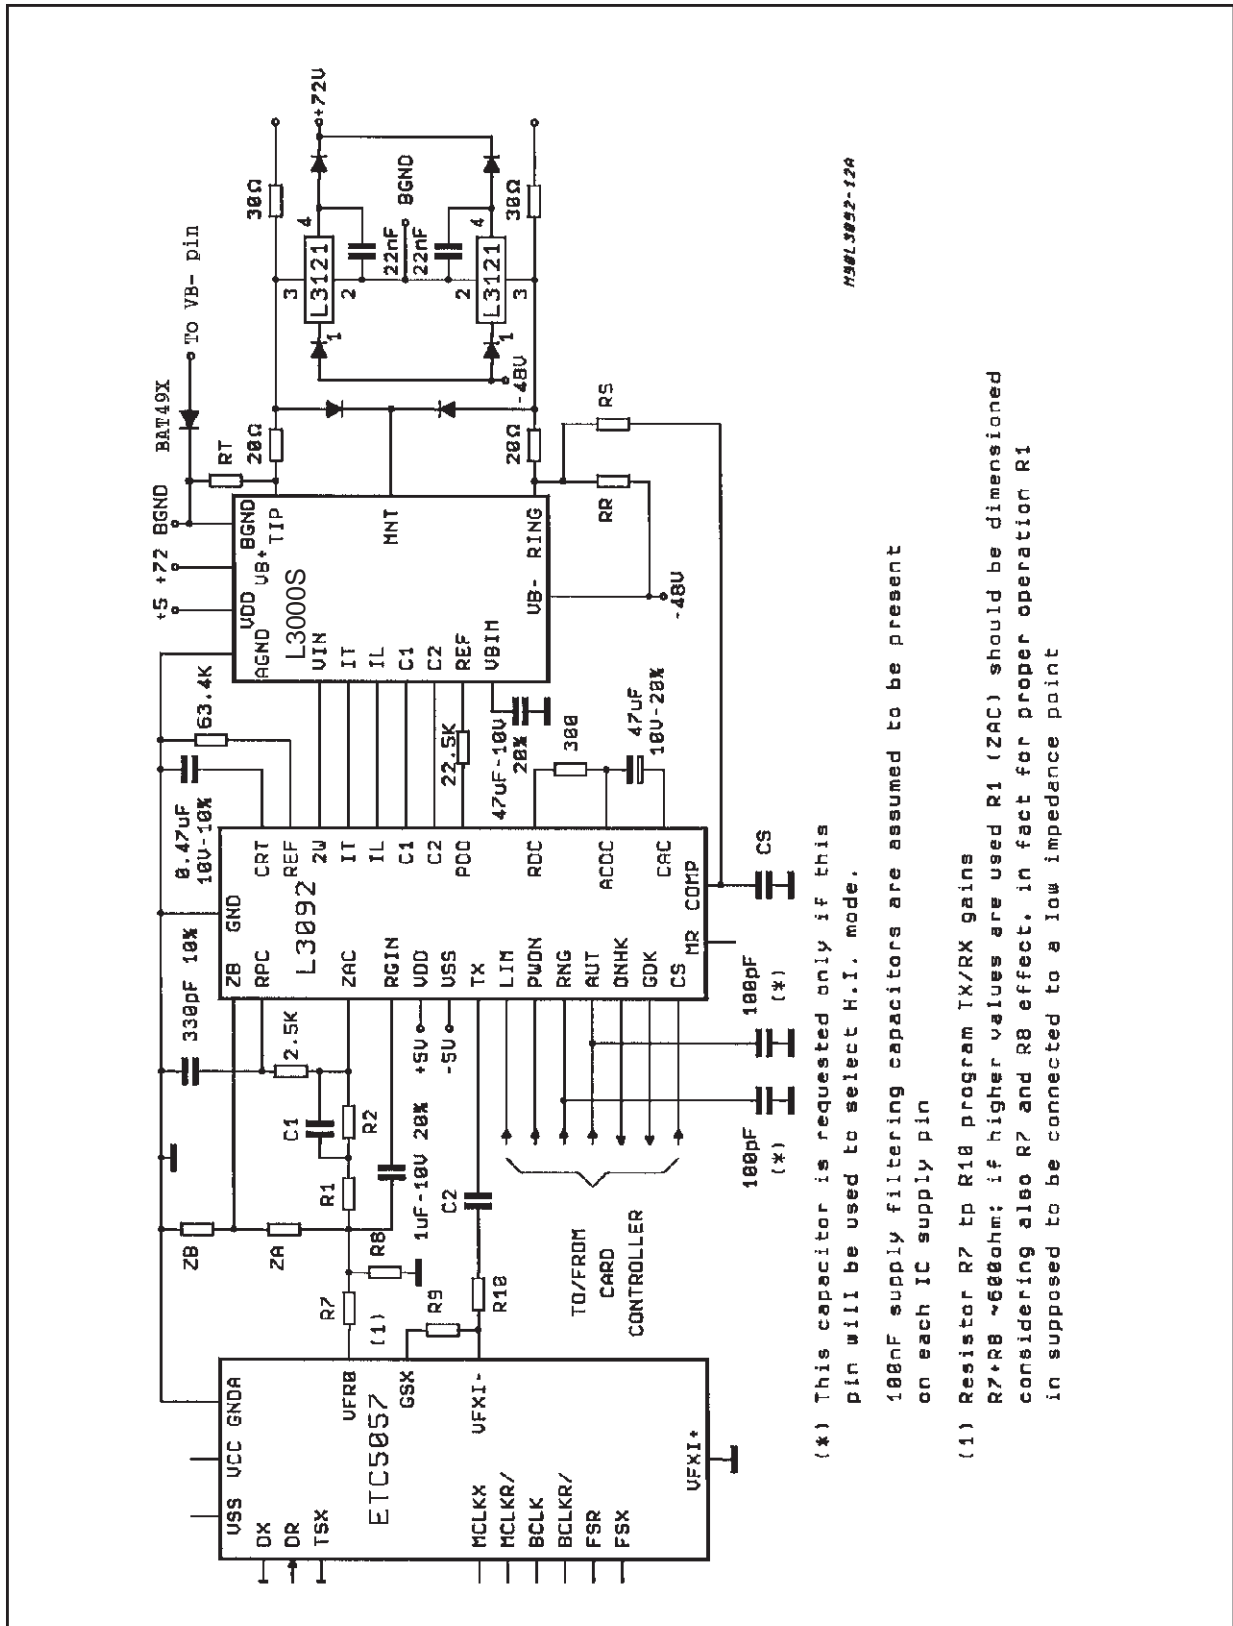 +5
+72
BGND
BAT49X
To VB- pin
RT
20Ω
30Ω
+72V
3
4
L3121
2
1
22nF
BGND
22nF
2
4
L3121
3
1
-48V
20Ω
30Ω
RS
RR
-48V
AGND
VDD
VB+
BGND
TIP
L3000S
VIN
IT
IL
C1
C2
REF
VBIM
MNT
VB-
RING
0.47uF
10V-10%
63.4K
22.5K
47uF-10V
20%
300
47uF
10V-20%
CS
330pF 10%
2.5K
ZB
GND
RPC
CRT
REF
L3092
ZAC
2W
IT
RGIN
IL
VDD
C1
VSS
C2
TX
PDO
LIM
PWDN
RDC
RNG
AUT
ACDC
ONHK
GDK
CAC
CS
MR
COMP
+5V
-5V
C1
R1
R2
ZB
ZA
R7
R8
(1)
1uF-10V 20%
C2
R9
R10
TO/FROM
CARD
CONTROLLER
100pF
(*)
100pF
(*)
VSS
VCC
GNDA
DX
DR
TSX
ETC5057
VFRO
GSX
VFXI-
MCLKX
MCLKR/
BCLK
BCLKR/
FSR
FSX
VFXI+
(*) This capacitor is requested only if this
pin will be used to select H.I. mode.
100nF supply filtering capacitors are assumed to be present
on each IC supply pin
(1) Resistor R7 tp R10 program TX/RX gains
R7+R8 ~600ohm; if higher values are used R1 (ZAC) should be dimensioned
considering also R7 and R8 effect, in fact for proper operation R1
in supposed to be connected to a low impedance point
M90L3092-12A